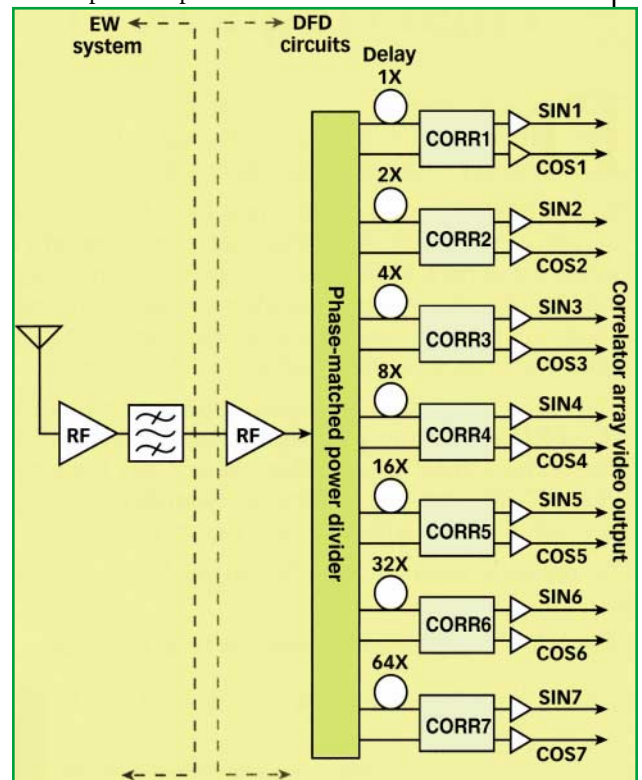 EW
system
DFD
circuits
Delay
1X
CORR1
SIN1
COS1
2X
CORR2
SIN2
COS2
4X
CORR3
SIN3
COS3
8X
CORR4
SIN4
COS4
16X
CORR5
SIN5
COS5
32X
CORR6
SIN6
COS6
64X
CORR7
SIN7
COS7
RF
RF
Phase-matched power divider
Correlator array video output